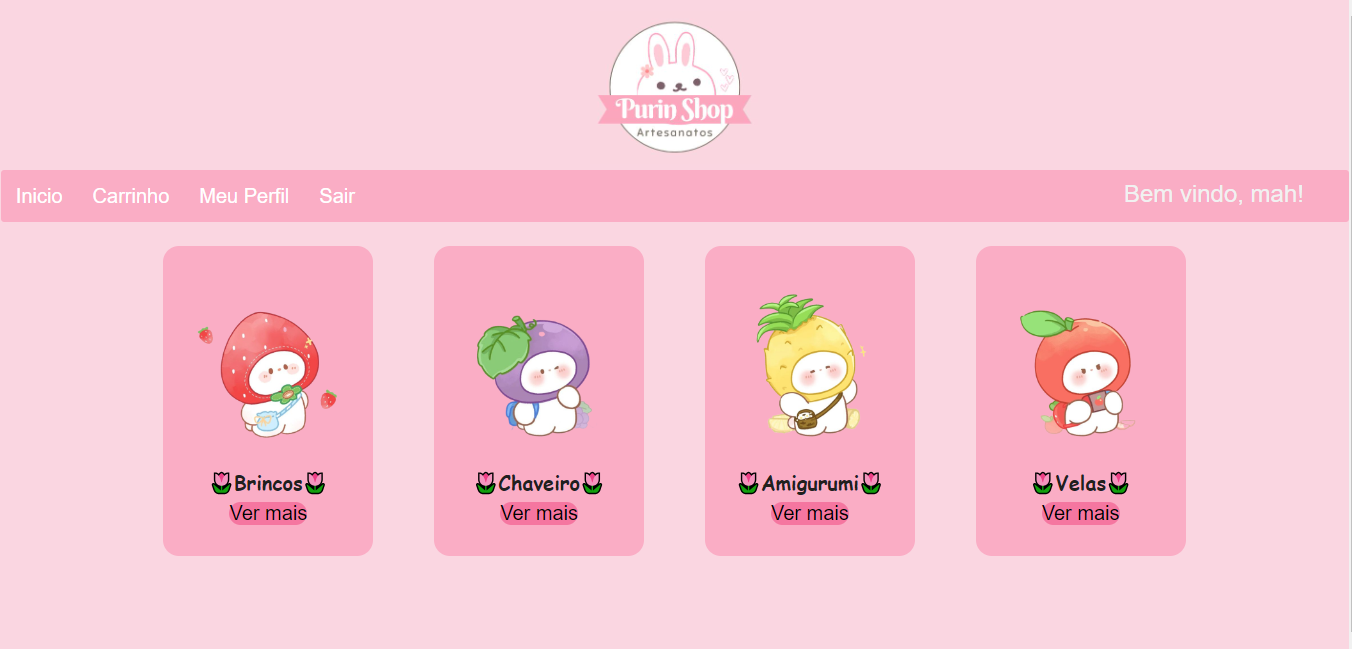 Purin Shop
Artesanatos
Inicio Carrinho Meu Perfil Sair Bem vindo, mah!
🌷Brincos🌷 🌷Chaveiro🌷 🌷Amigurumi🌷 🌷Velas🌷
Ver mais Ver mais Ver mais Ver mais